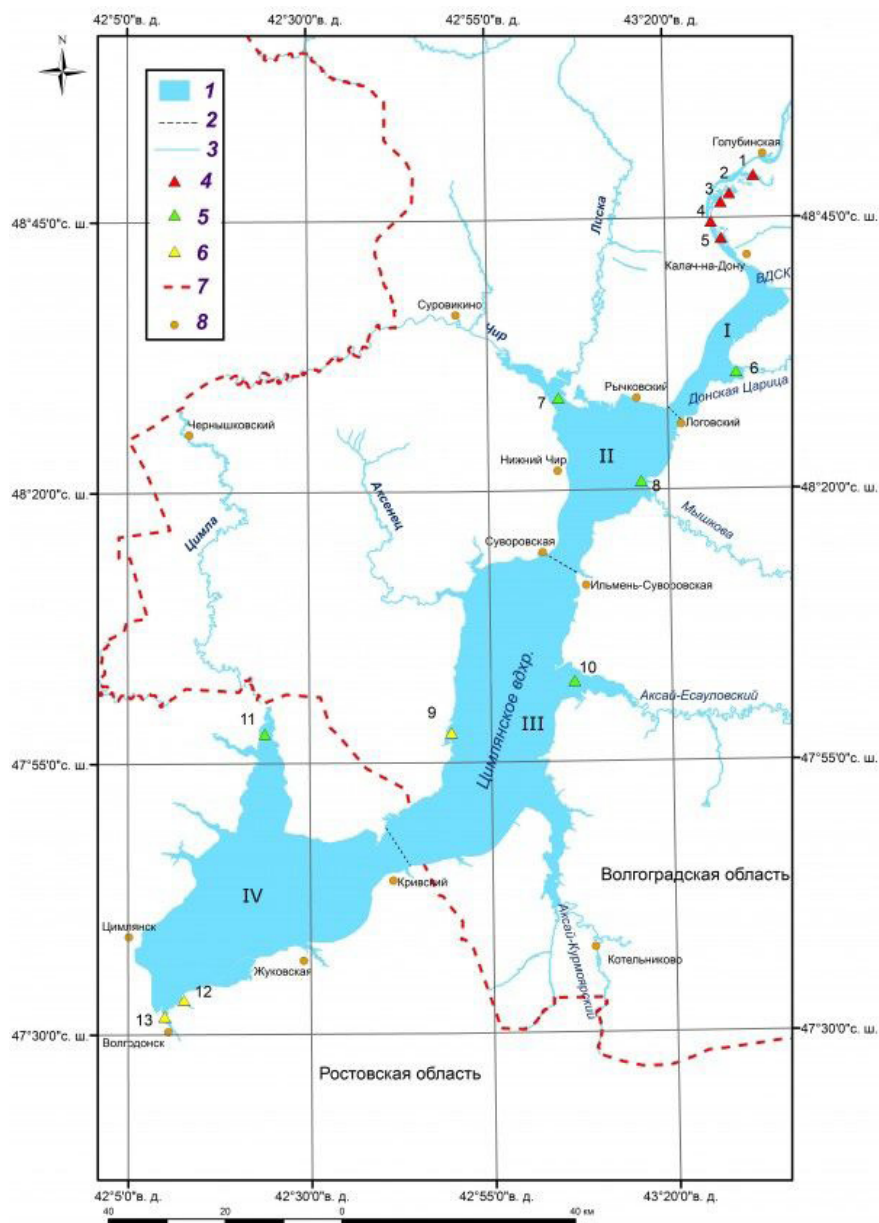 42°5'0"в. д.
42°30'0"в. д.
42°55'0"в. д.
43°20'0"в. д.
N
1
2
3
4
5
6
7
8
Голубинская
1
2
3
4
5
48°45'0"с. ш.
48°45'0"с. ш.
Калач-на-Дону
ВДСК
Лиска
Суровикино
Чир
I
6
Донская Царица
Рычковский
7
Логовский
Чернышковский
II
Нижний Чир
8
48°20'0"с. ш.
48°20'0"с. ш.
Мышкова
Аксенец
Цимла
Суворовская
Ильмень-Суворовская
10
Аксай-Есауловский
Цимлянское вдхр.
III
9
11
47°55'0"с. ш.
47°55'0"с. ш.
Кривский
Волгоградская область
IV
Цимлянск
Аксай-Курмоярский
Котельниково
Жуковская
12
13
Волгодонск
47°30'0"с. ш.
47°30'0"с. ш.
Ростовская область
42°5'0"в. д.
42°30'0"в. д.
42°55'0"в. д.
43°20'0"в. д.
40
20
0
40 км